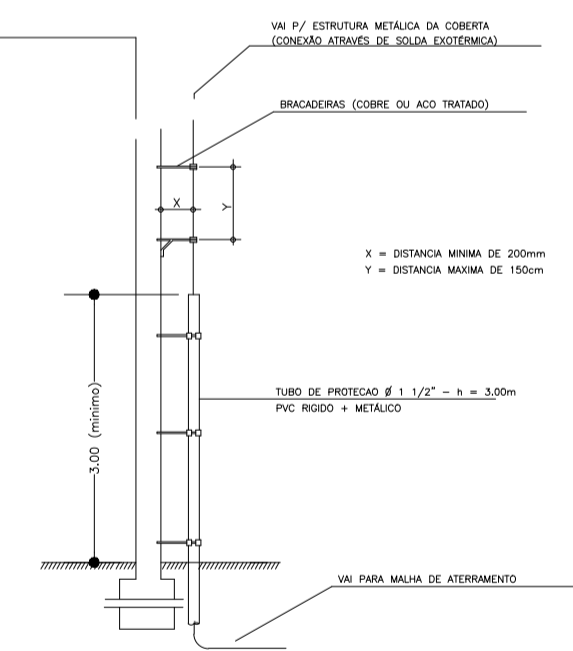 VAI P/ ESTRUTURA METÁLICA DA COBERTA
(CONEXÃO ATRAVÉS DE SOLDA EXOTÉRMICA)
BRACADEIRAS (COBRE OU ACO TRATADO)
X
Y
X = DISTANCIA MINIMA DE 200mm
Y = DISTANCIA MAXIMA DE 150cm
3.00 (minimo)
TUBO DE PROTECAO Ø 1 1/2" - h = 3.00m
PVC RIGIDO + METÁLICO
VAI PARA MALHA DE ATERRAMENTO